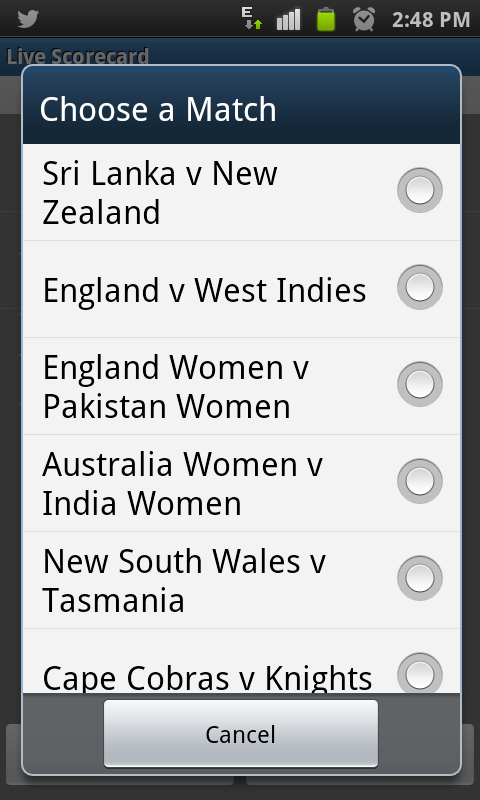 E
2:48 PM
Live Scorecard
Choose a Match
Sri Lanka v New
Zealand
England v West Indies
England Women v
Pakistan Women
Australia Women v
India Women
New South Wales v
Tasmania
Cape Cobras v Knights
Cancel